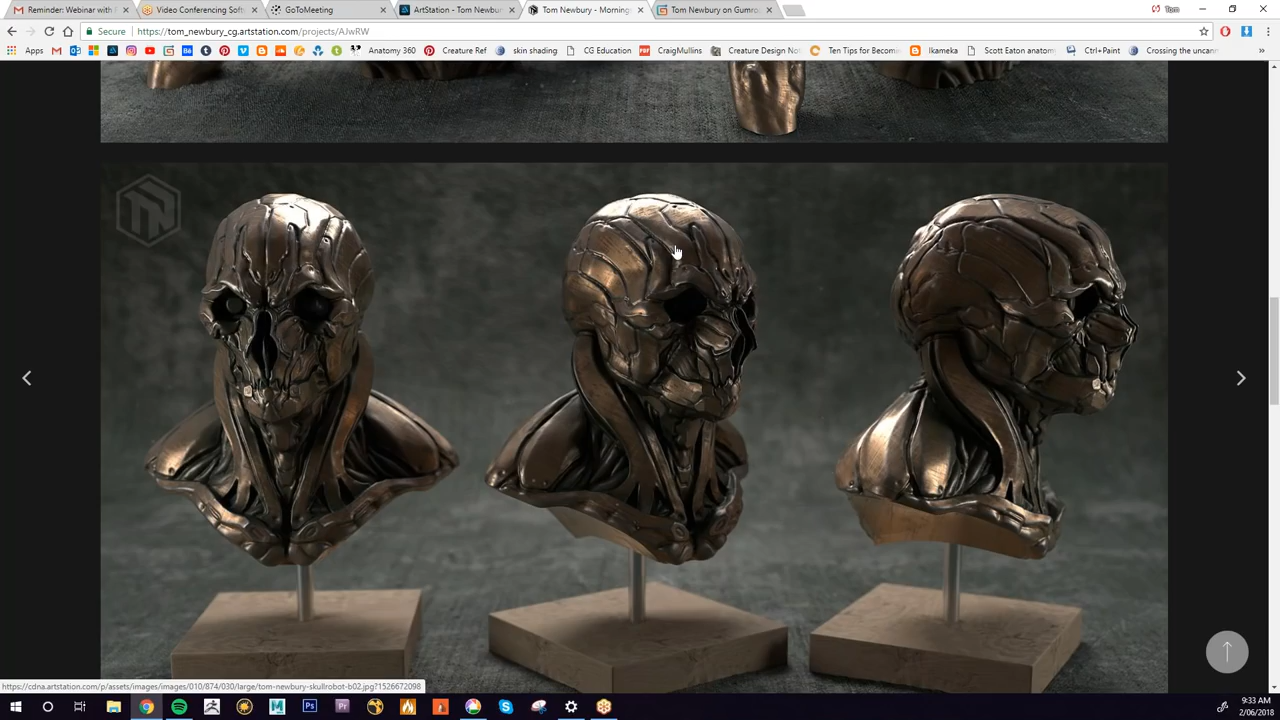 Reminder: Webinar with F
Video Conferencing Soft
GoToMeeting
ArtStation - Tom Newbu
Tom Newbury - Morning
Tom Newbury on Gumro
Tom
Secure
https://tom_newbury_cg.artstation.com/projects/AJwRW
Apps
Anatomy 360
Creature Ref
skin shading
CG Education
CraigMullins
Creature Design
Ten Tips for Becomin
Ikameka
Scott Eaton anatom
Ctrl+Paint
Crossing the uncan
TN
https://cdna.artstation.com/p/assets/images/images/010/874/030/large/tom-newbury-skullrobot-b02.jpg?1526672098
9:33 AM
2/06/2018